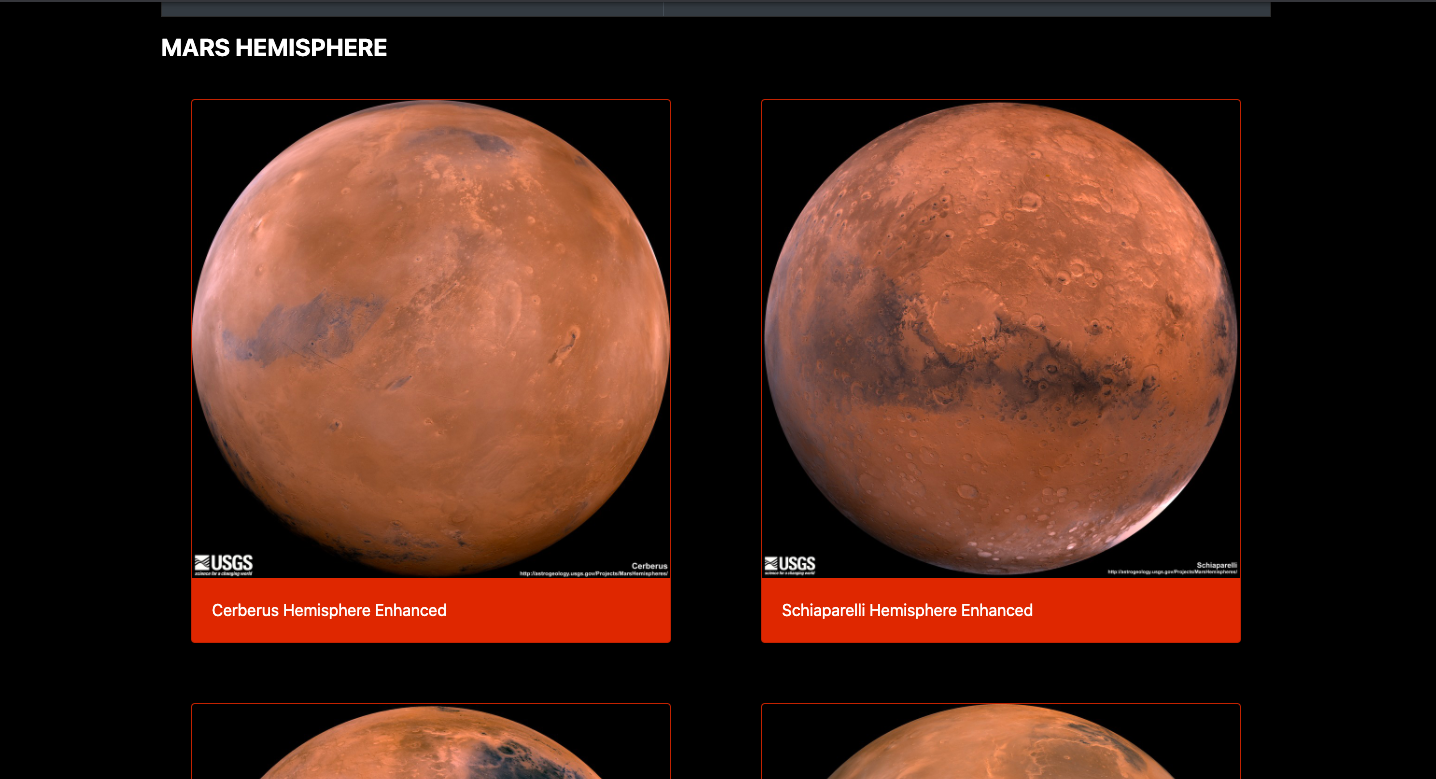 MARS HEMISPHERE
USGS
science for a changing world
Cerberus
http://astrogeology.usgs.gov/Projects/MarsHemispheres/
Cerberus Hemisphere Enhanced
USGS
science for a changing world
Schiaparelli
http://astrogeology.usgs.gov/Projects/MarsHemispheres/
Schiaparelli Hemisphere Enhanced